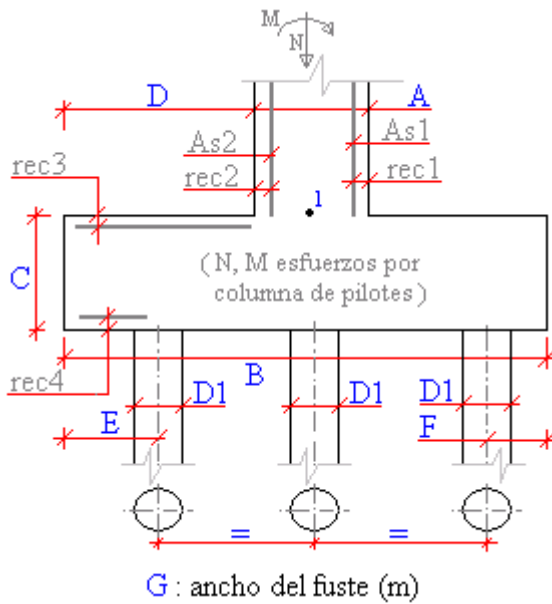 M
N
D
A
As2
As1
rec3
rec2
rec1
1
C
( N, M esfuerzos por
columna de pilotes )
rec4
B
D1
D1
D1
E
F
=
=
G : ancho del fuste (m)